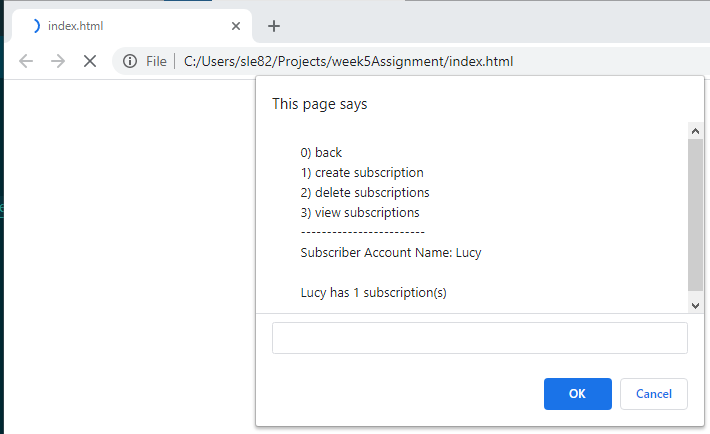 index.html
File C:/Users/sle82/Projects/week5Assignment/index.html
This page says
0) back
1) create subscription
2) delete subscriptions
3) view subscriptions
------------------------
Subscriber Account Name: Lucy
Lucy has 1 subscription(s)
OK Cancel